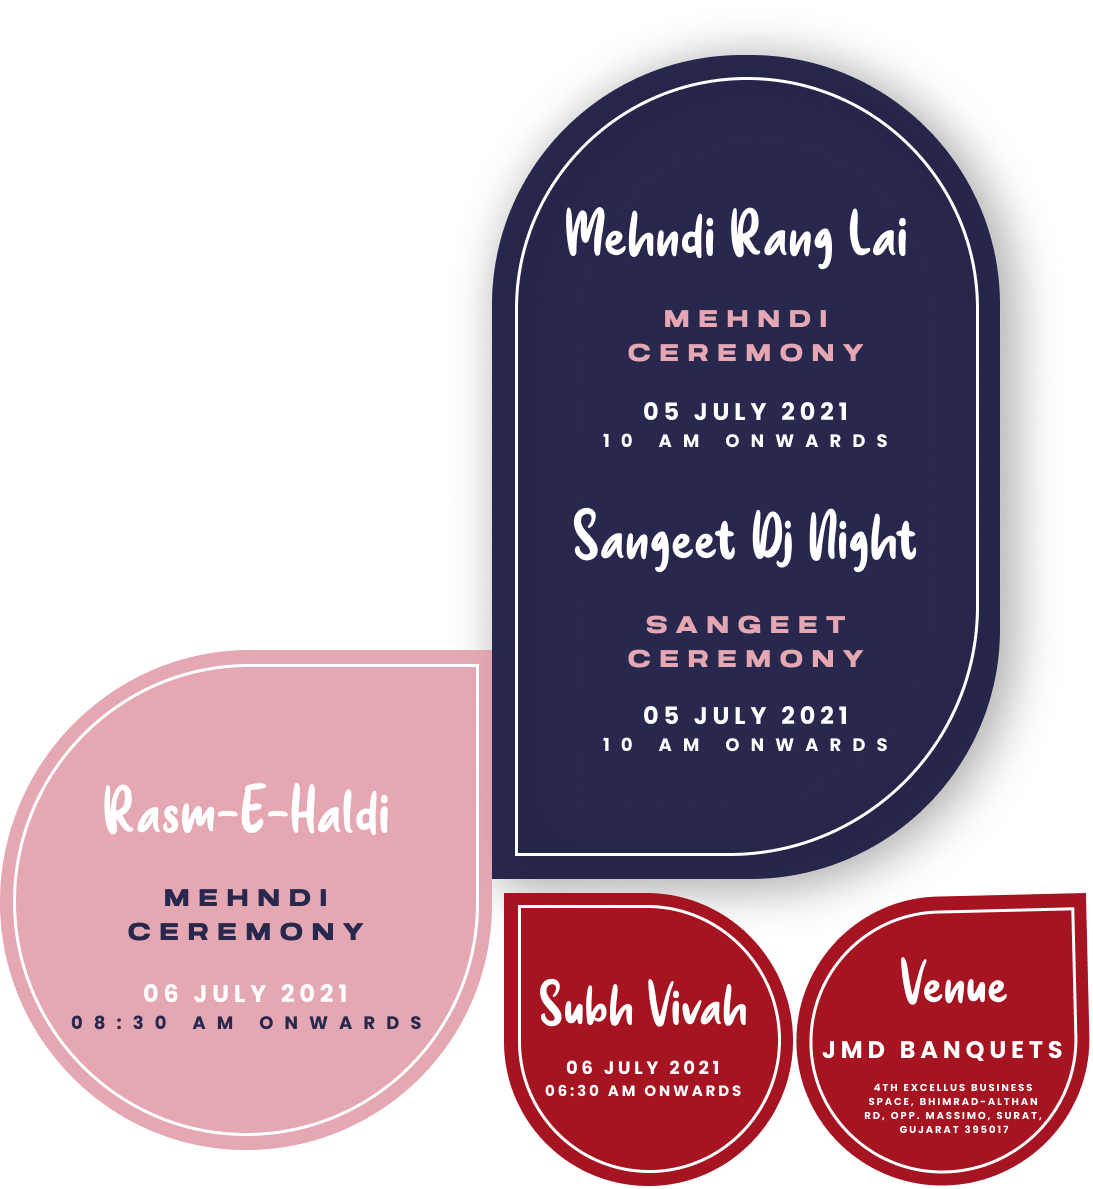 Mehndi Rang Lai
MEHNDI
CEREMONY
05 JULY 2021
10 AM ONWARDS
Sangeet Dj Night
SANGEET
CEREMONY
05 JULY 2021
10 AM ONWARDS
Rasm-E-Haldi
MEHNDI
CEREMONY
06 JULY 2021
08:30 AM ONWARDS
Subh Vivah
06 JULY 2021
06:30 AM ONWARDS
Venue
JMD BANQUETS
4TH EXCELLUS BUSINESS
SPACE, BHIMRAD-ALTHAN
RD, OPP. MASSIMO, SURAT,
GUJARAT 395017